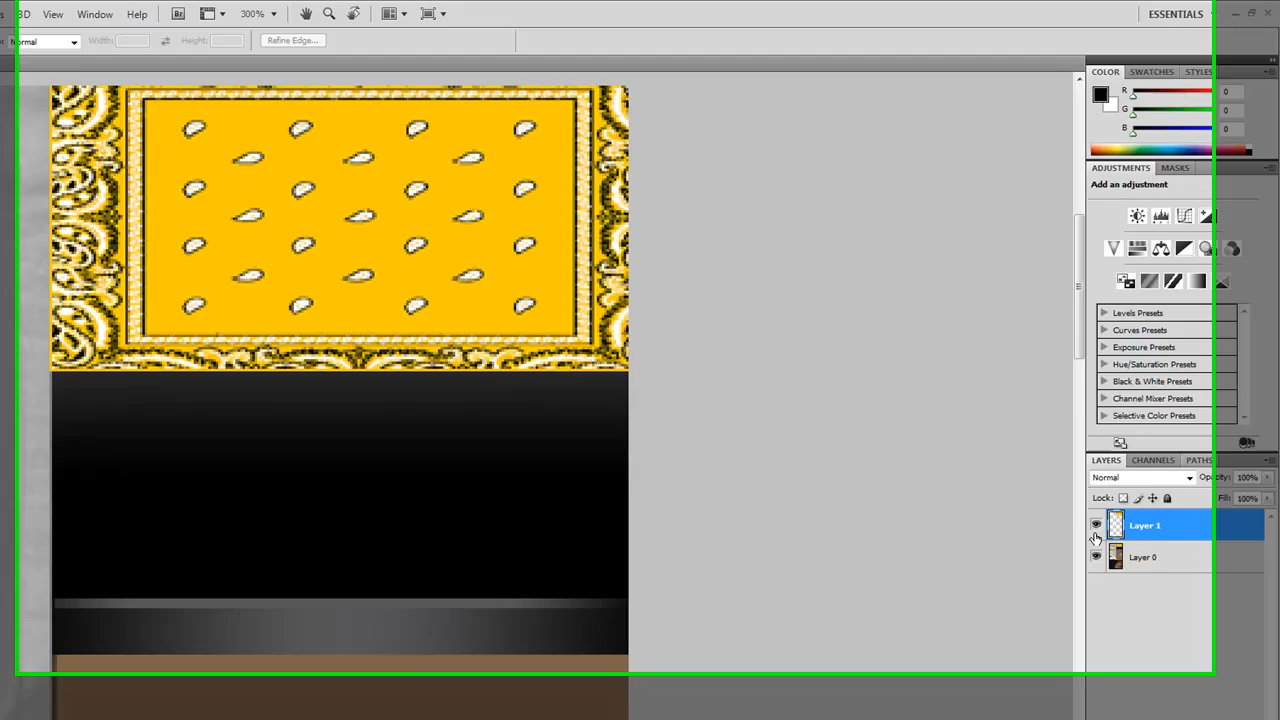 3D View Window Help Br 300% ESSENTIALS
Normal Width: Height: Refine Edge...
COLOR SWATCHES STYLES
R 0
G 0
B 0
ADJUSTMENTS MASKS
Add an adjustment
Levels Presets
Curves Presets
Exposure Presets
Hue/Saturation Presets
Black & White Presets
Channel Mixer Presets
Selective Color Presets
LAYERS CHANNELS PATHS
Normal Opacity: 100%
Lock: Fill: 100%
Layer 1
Layer 0